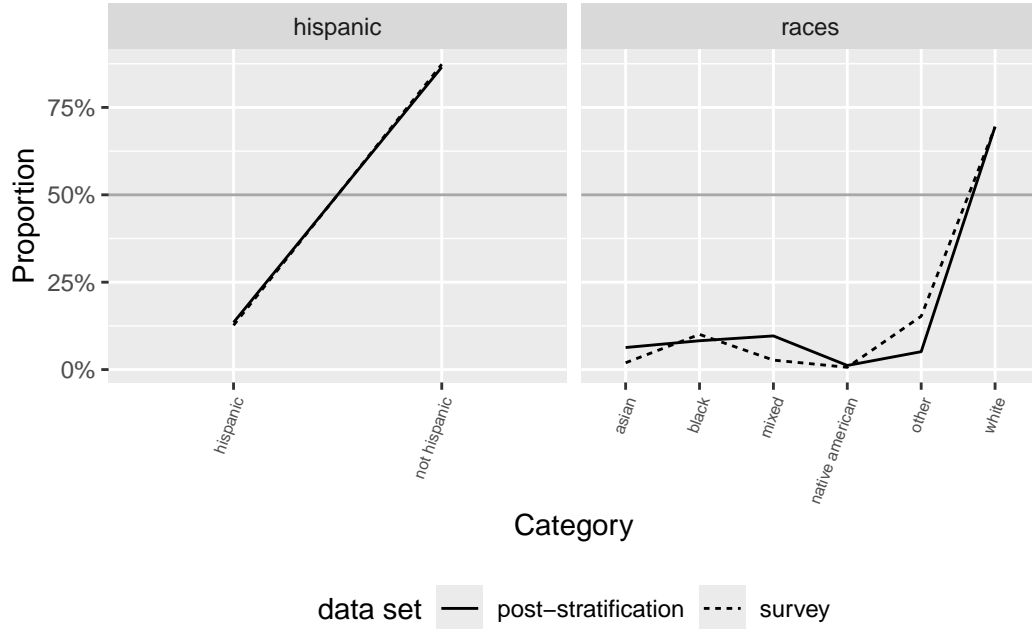 hispanic races
75%
50%
25%
0%
Proportion
hispanic
not hispanic
asian
black
mixed
native american
other
white
Category
data set post−stratification survey